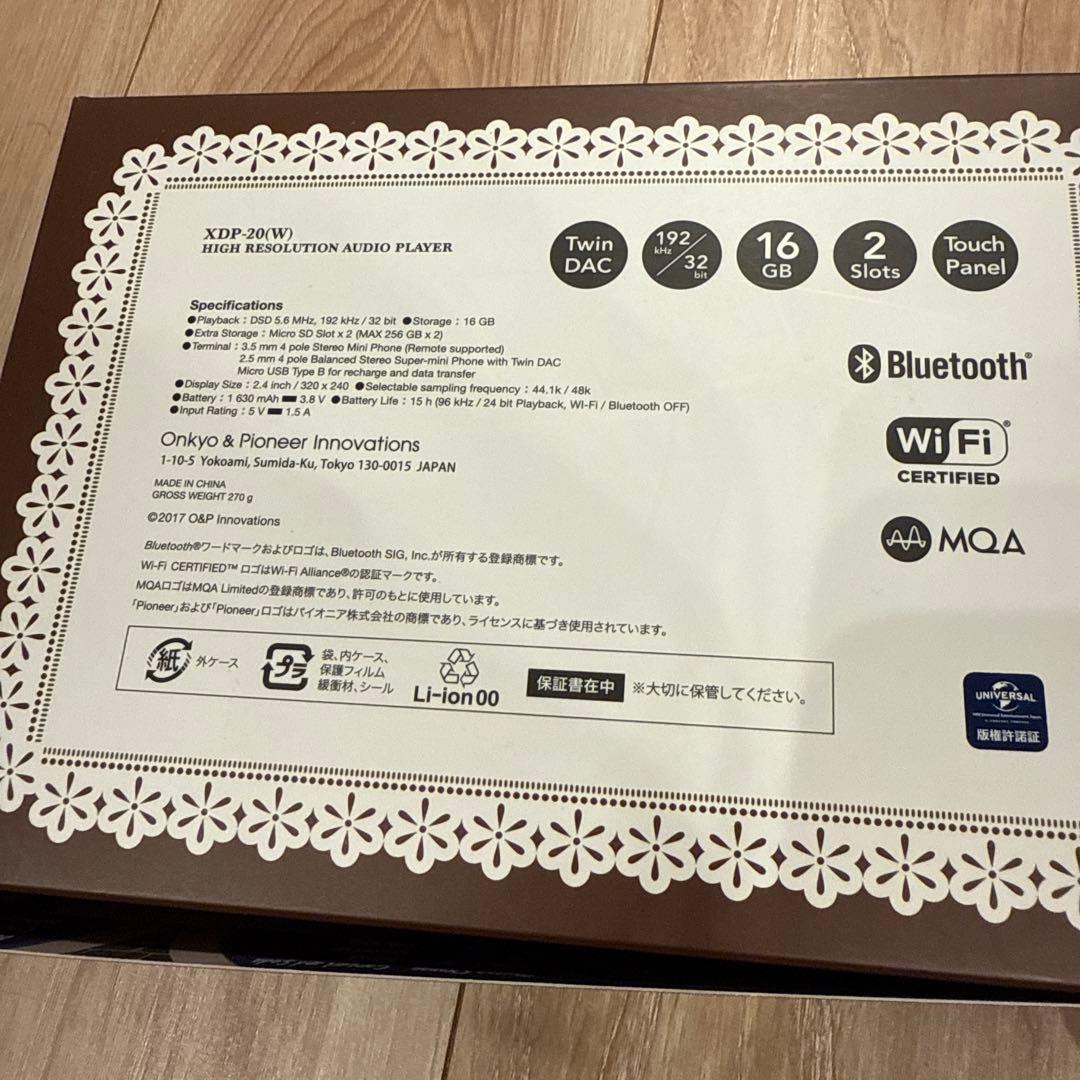 XDP-20(W)
HIGH RESOLUTION AUDIO PLAYER
Twin DAC
192 kHz / 32 bit
16 GB
2 Slots
Touch Panel
Specifications
●Playback : DSD 5.6 MHz, 192 kHz / 32 bit ●Storage : 16 GB
●Extra Storage : Micro SD Slot x 2 (MAX 256 GB x 2)
●Terminal : 3.5 mm 4 pole Stereo Mini Phone (Remote supported)
2.5 mm 4 pole Balanced Stereo Super-mini Phone with Twin DAC
Micro USB Type B for recharge and data transfer
●Display Size : 2.4 inch / 320 x 240 ●Selectable sampling frequency : 44.1k / 48k
●Battery : 1 630 mAh 3.8 V ●Battery Life : 15 h (96 kHz / 24 bit Playback, WI-Fi / Bluetooth OFF)
●Input Rating : 5 V 1.5 A
Bluetooth®
Wi Fi®
CERTIFIED
MQA
Onkyo & Pioneer Innovations
1-10-5 Yokoami, Sumida-Ku, Tokyo 130-0015 JAPAN
MADE IN CHINA
GROSS WEIGHT 270 g
©2017 O&P Innovations
Bluetooth®ワードマークおよびロゴは、Bluetooth SIG, Inc.が所有する登録商標です。
Wi-Fi CERTIFIED™ ロゴはWi-Fi Alliance®の認証マークです。
MQAロゴはMQA Limitedの登録商標であり、許可のもとに使用しています。
「Pioneer」および「Pioneer」ロゴはパイオニア株式会社の商標であり、ライセンスに基づき使用されています。
紙 外ケース
プラ 袋、内ケース、
保護フィルム
緩衝材、シール
Li-ion 00
保証書在中 ※大切に保管してください。
UNIVERSAL
版権許諾証